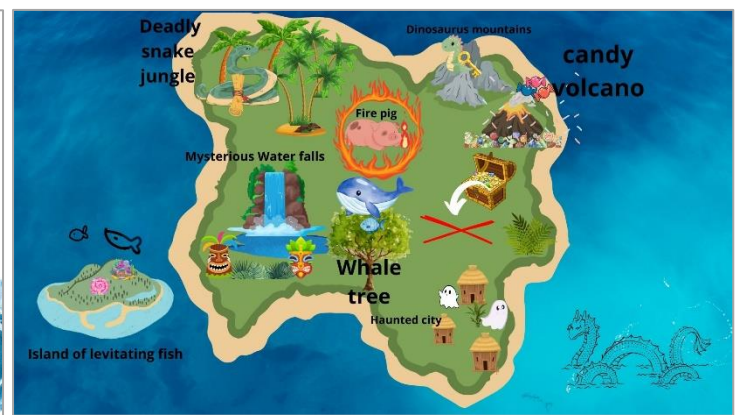 Deadly
snake
jungle
Dinosaurus mountains
candy
volcano
Fire pig
Mysterious Water falls
Whale
tree
Haunted city
Island of levitating fish